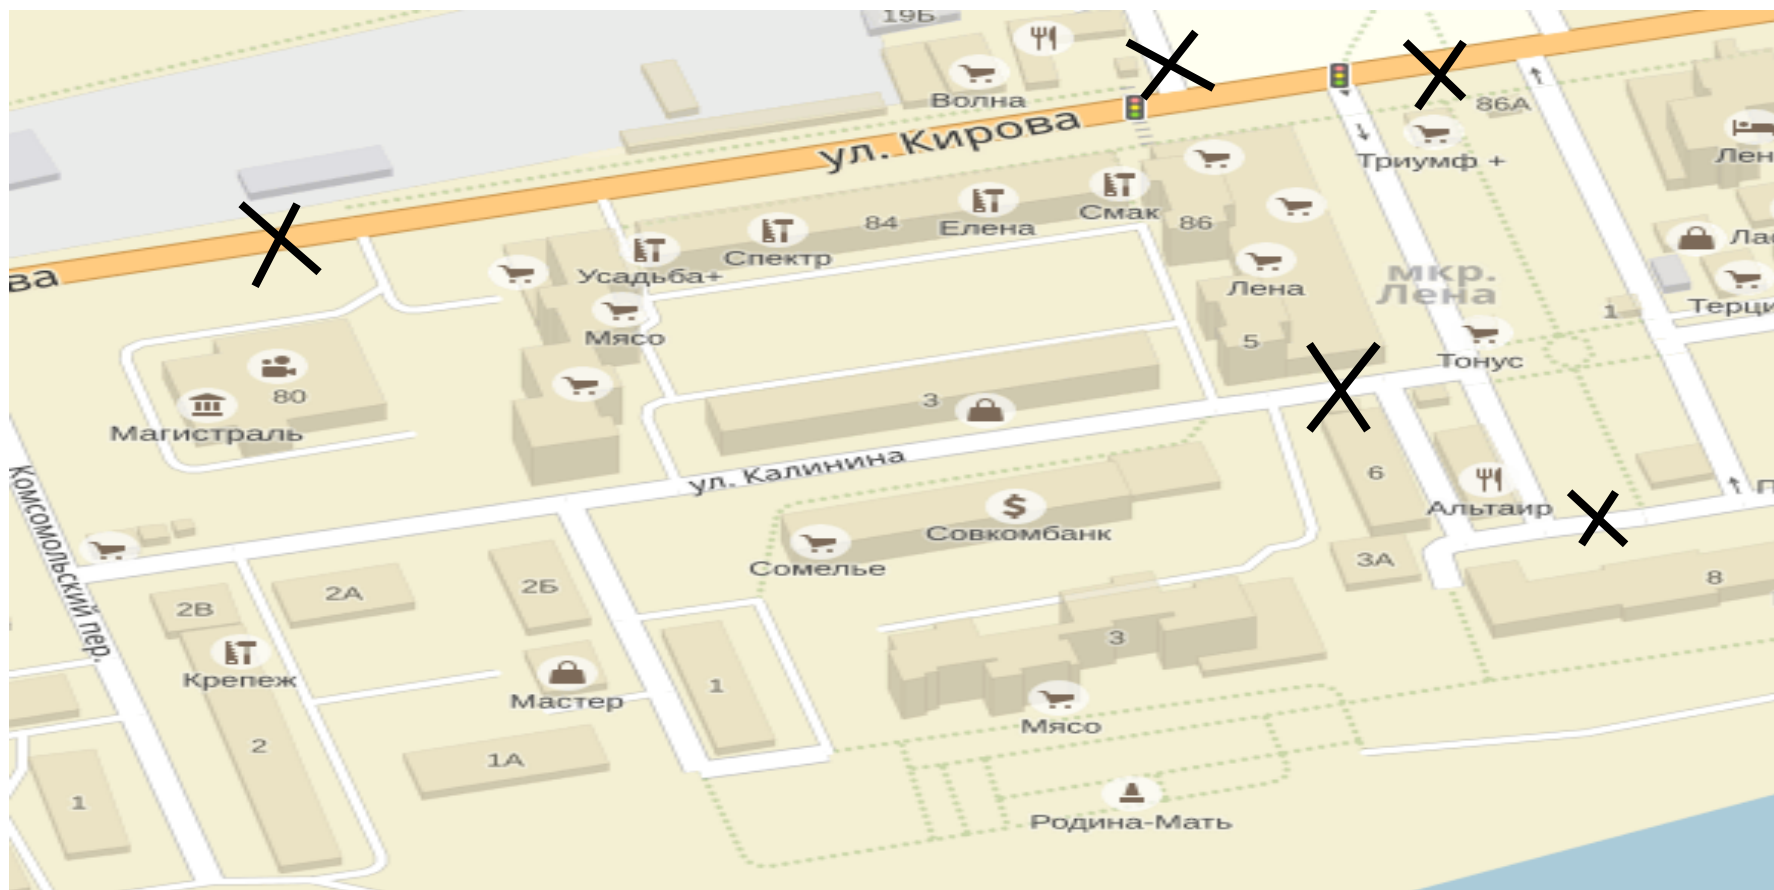 19Б
Волна
ул. Кирова
86А
Триумф +
Лен
Смак
84
Елена
86
Спектр
Усадьба+
ва
Лена
мкр.
Лена
Ла
Терци
1
Мясо
5
Тонус
80
3
Магистраль
ул. Калинина
6
Альтаир
П
Совкомбанк
Сомелье
Комсомольский пер.
3А
8
2В
2А
2Б
Крепеж
3
Мастер
1
Мясо
2
1А
1
Родина-Мать